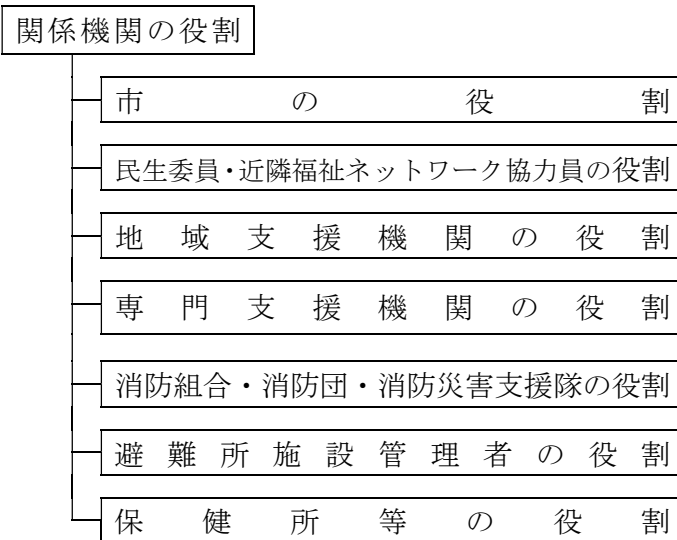 関係機関の役割
市の役割
民生委員・近隣福祉ネットワーク協力員の役割
地域支援機関の役割
専門支援機関の役割
消防組合・消防団・消防災害支援隊の役割
避難所施設管理者の役割
保健所等の役割